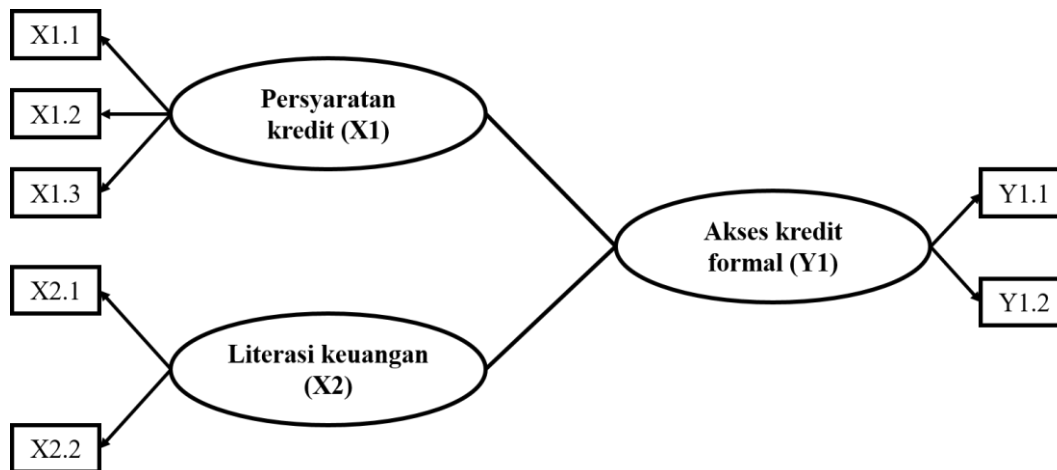 X1.1
X1.2
X1.3
Persyaratan
kredit (X1)
X2.1
X2.2
Literasi keuangan
(X2)
Akses kredit
formal (Y1)
Y1.1
Y1.2